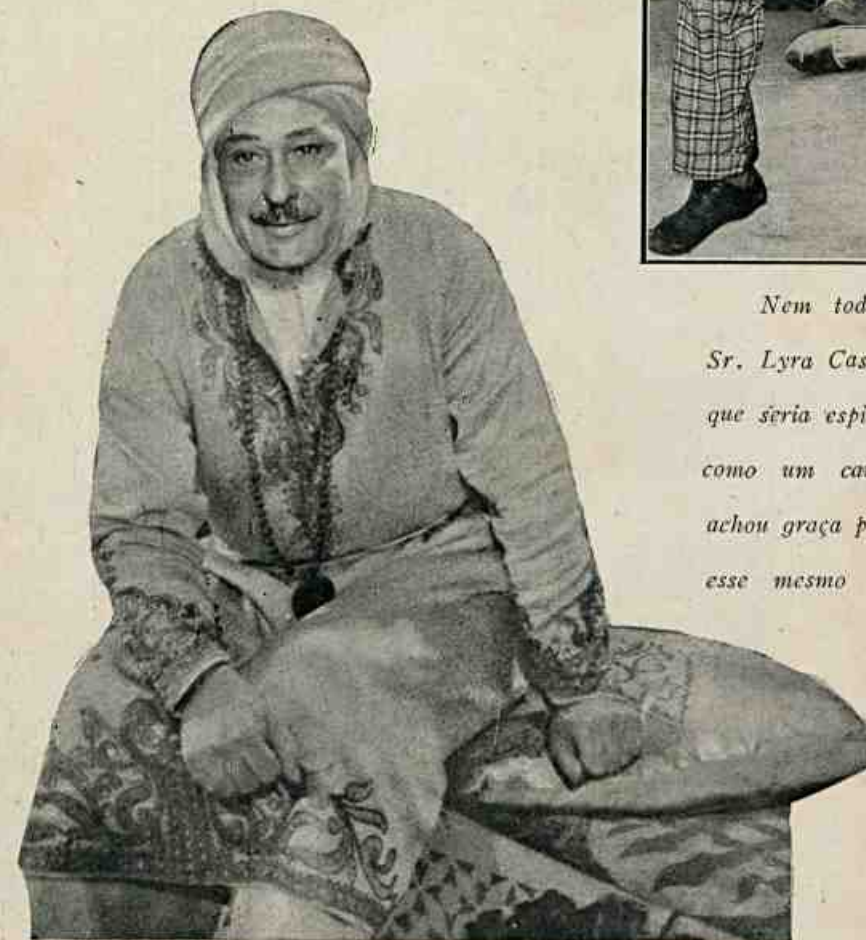 Nem tod
Sr. Lyra Cas
que seria espi
como um ca
achou graça p
esse mesmo